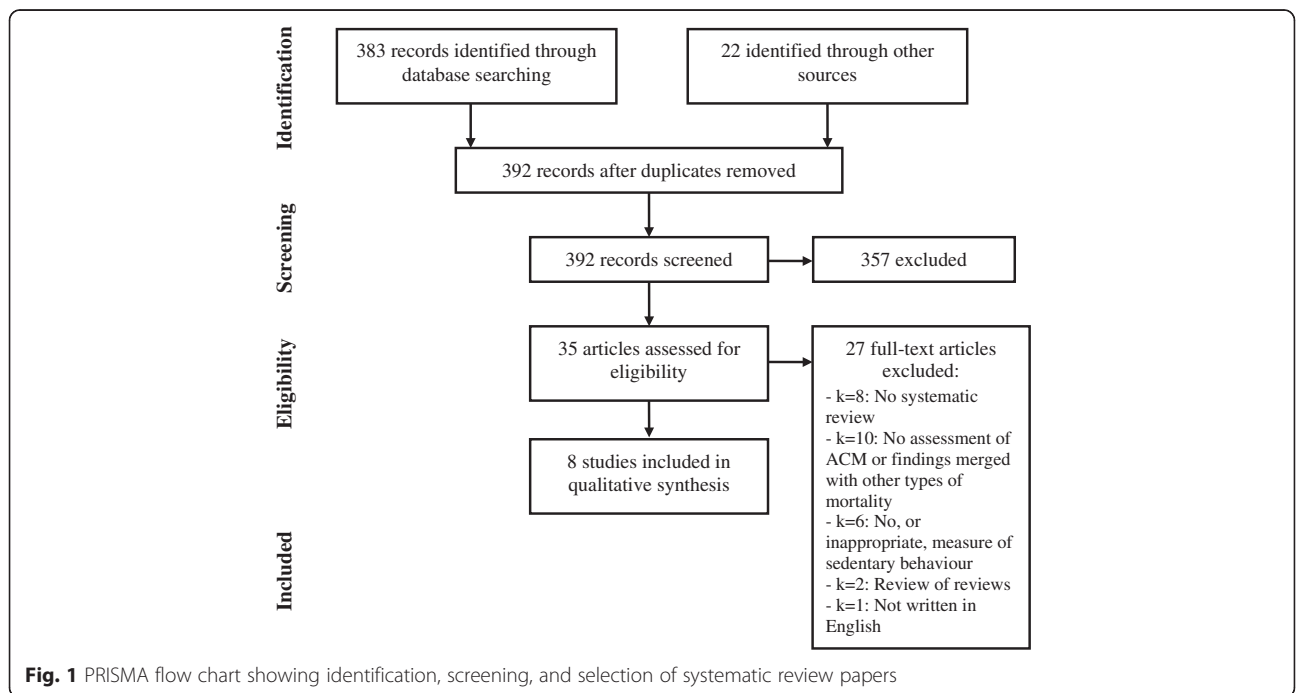 Identification
383 records identified through
database searching
22 identified through other
sources
392 records after duplicates removed
Screening
392 records screened
357 excluded
Eligibility
35 articles assessed for
eligibility
27 full-text articles
excluded:
- k=8: No systematic
review
- k=10: No assessment of
ACM or findings merged
with other types of
mortality
- k=6: No, or
inappropriate, measure of
sedentary behaviour
- k=2: Review of reviews
- k=1: Not written in
English
Included
8 studies included in
qualitative synthesis
Fig. 1 PRISMA flow chart showing identification, screening, and selection of systematic review papers